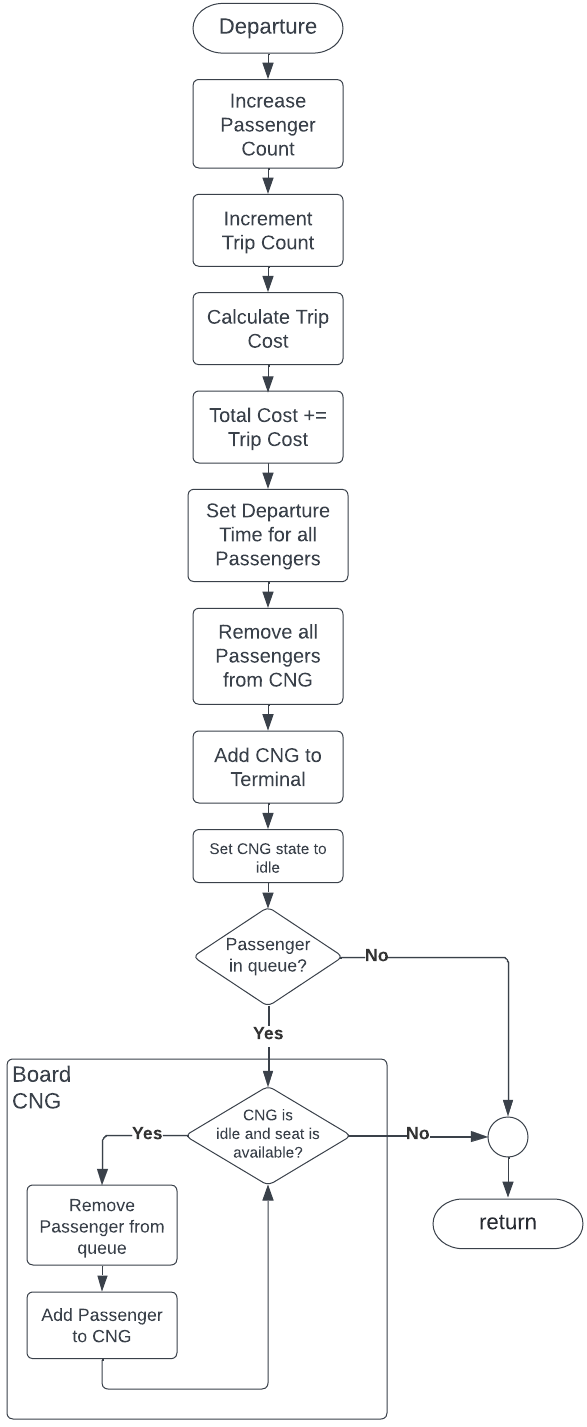 Departure
Increase
Passenger
Count
Increment
Trip Count
Calculate Trip
Cost
Total Cost +=
Trip Cost
Set Departure
Time for all
Passengers
Remove all
Passengers
from CNG
Add CNG to
Terminal
Set CNG state to
idle
Passenger
in queue?
No
Yes
Board
CNG
CNG is
idle and seat is
available?
Yes
No
Remove
Passenger from
queue
Add Passenger
to CNG
return